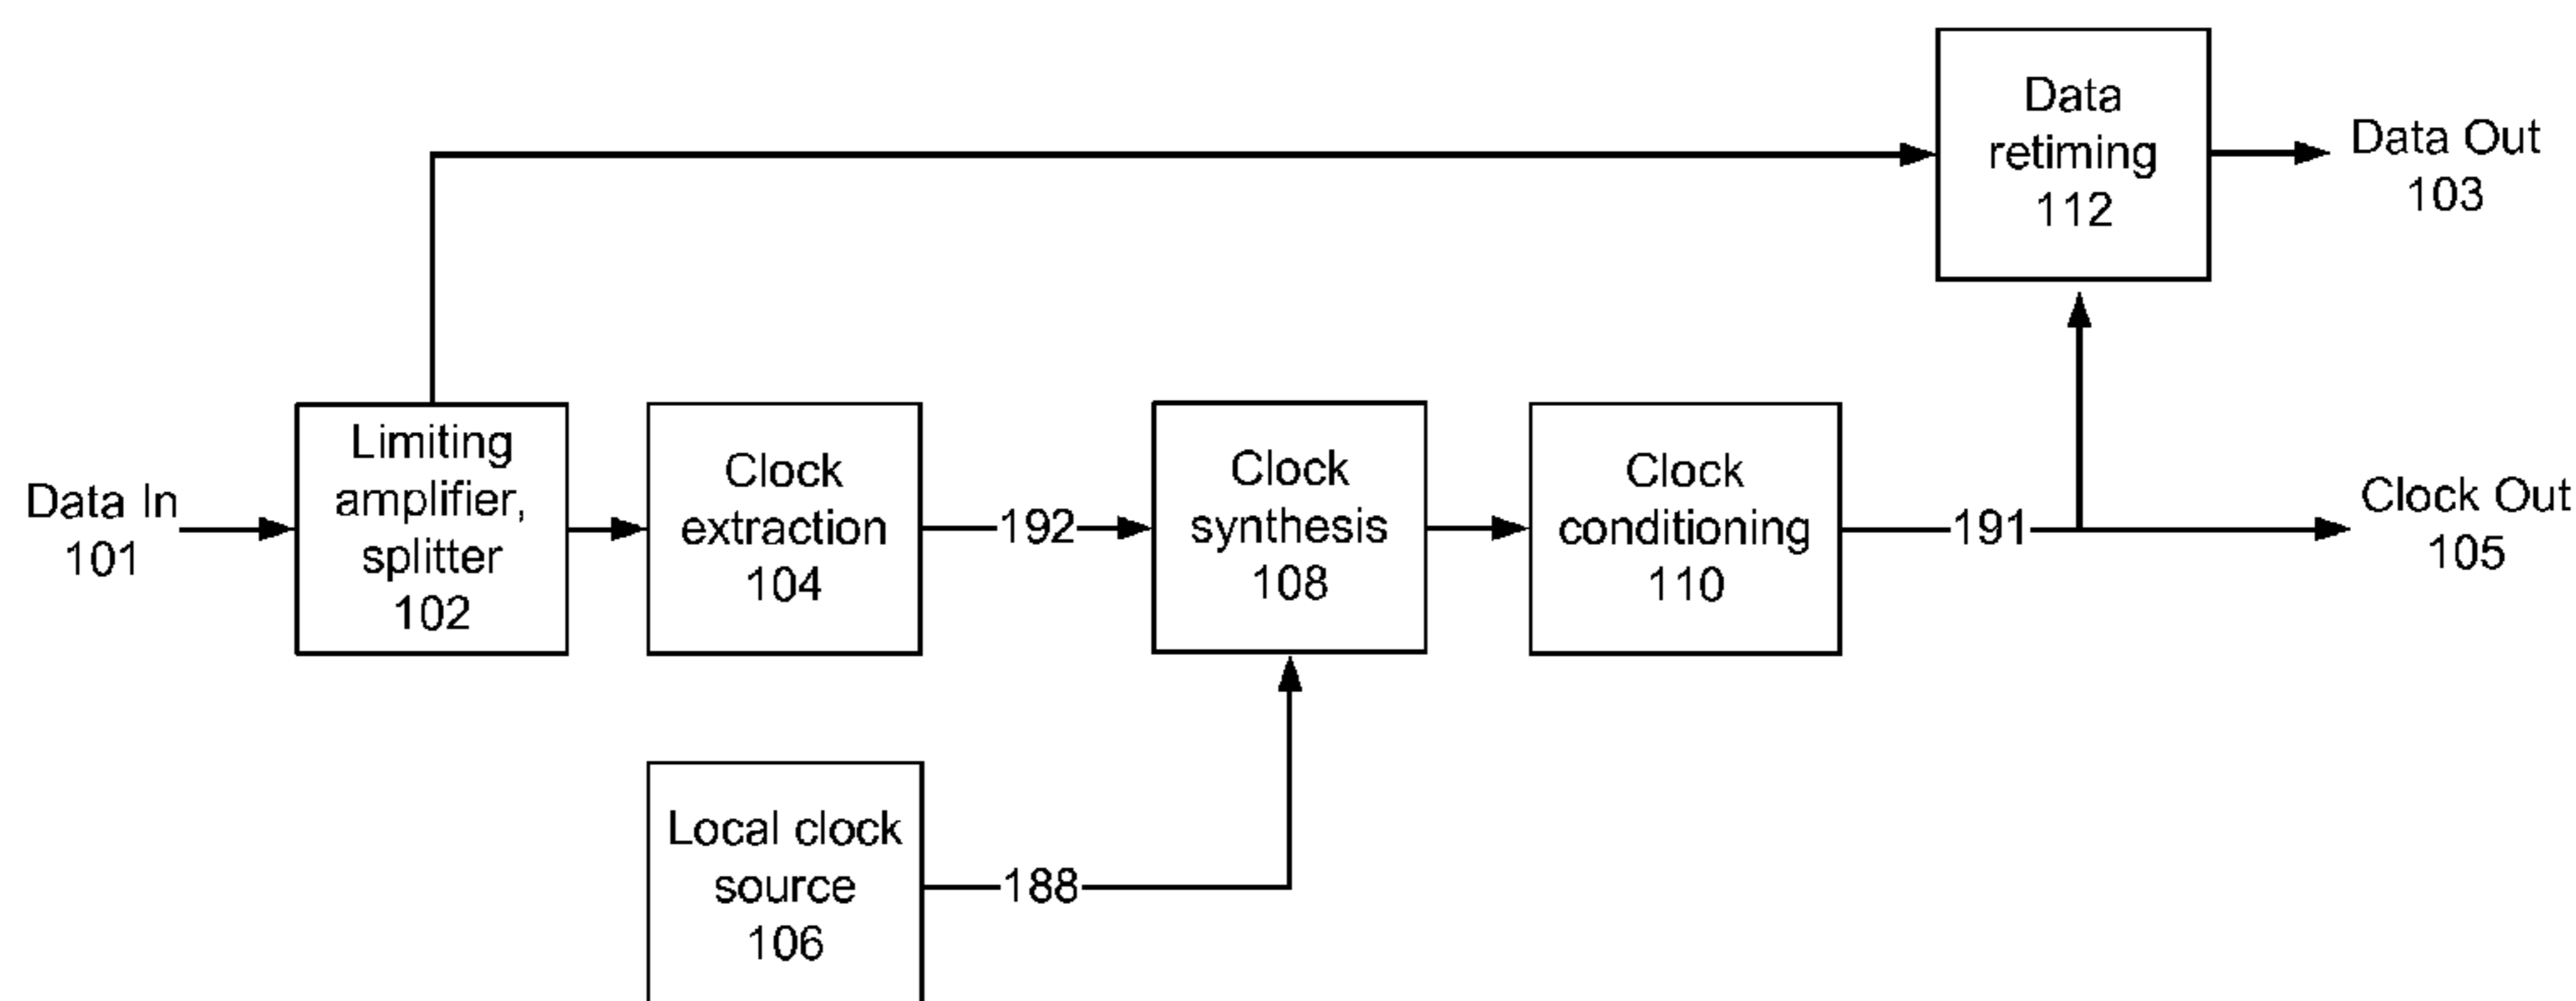 Data
retiming
112
Data Out
103
Data In
101
Limiting
amplifier,
splitter
102
Clock
extraction
104
192
Clock
synthesis
108
Clock
conditioning
110
191
Clock Out
105
Local clock
source
106
188